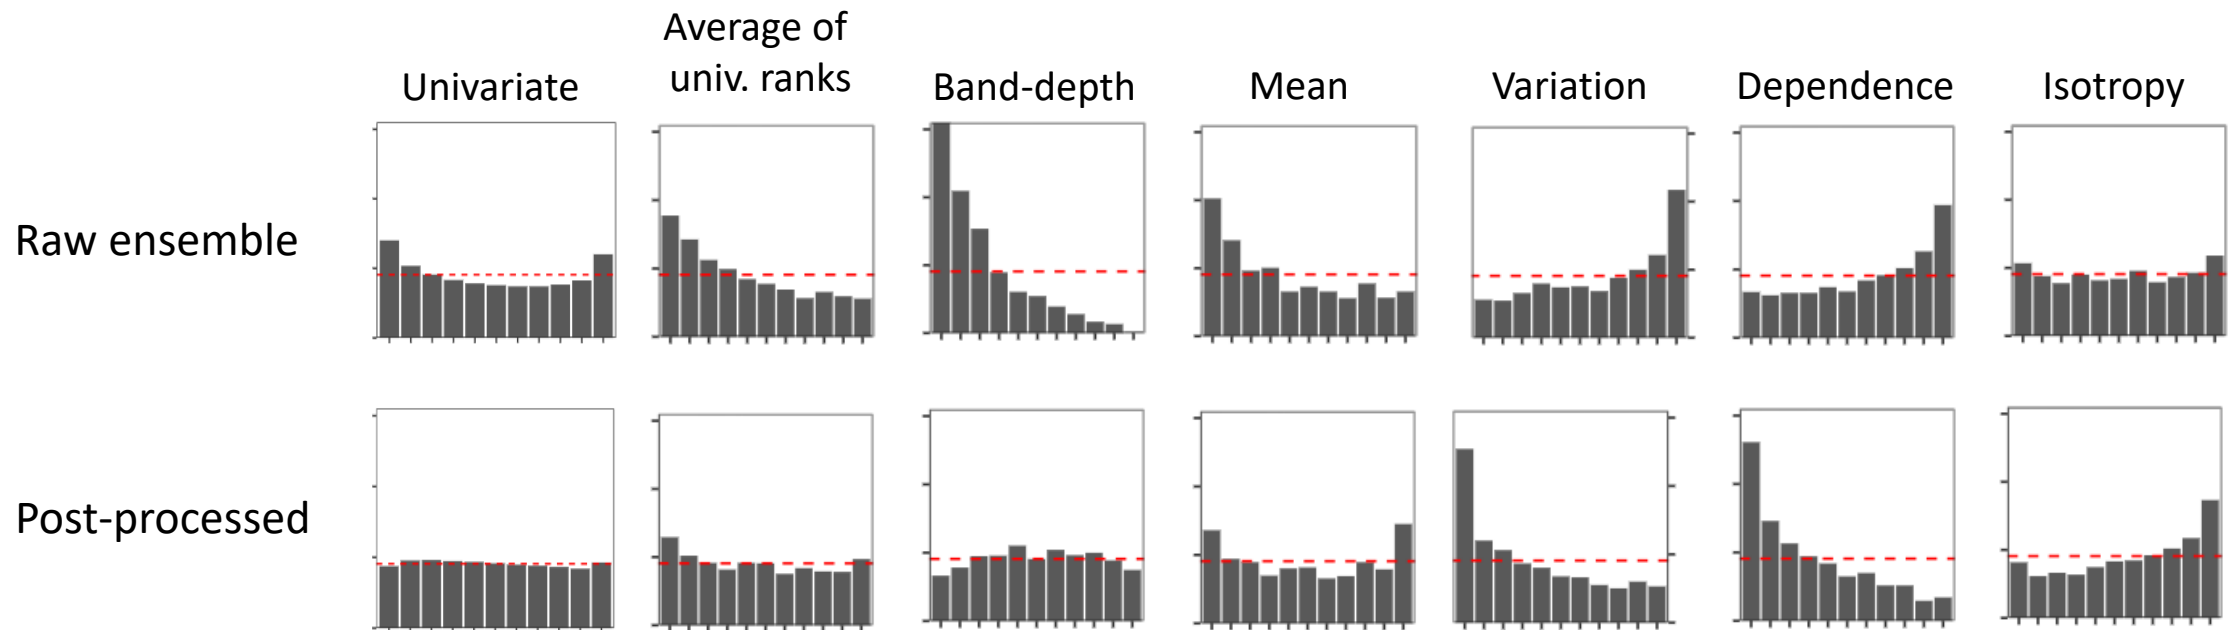 Univariate
Average of
univ. ranks
Band-depth
Mean
Variation
Dependence
Isotropy
Raw ensemble
Post-processed